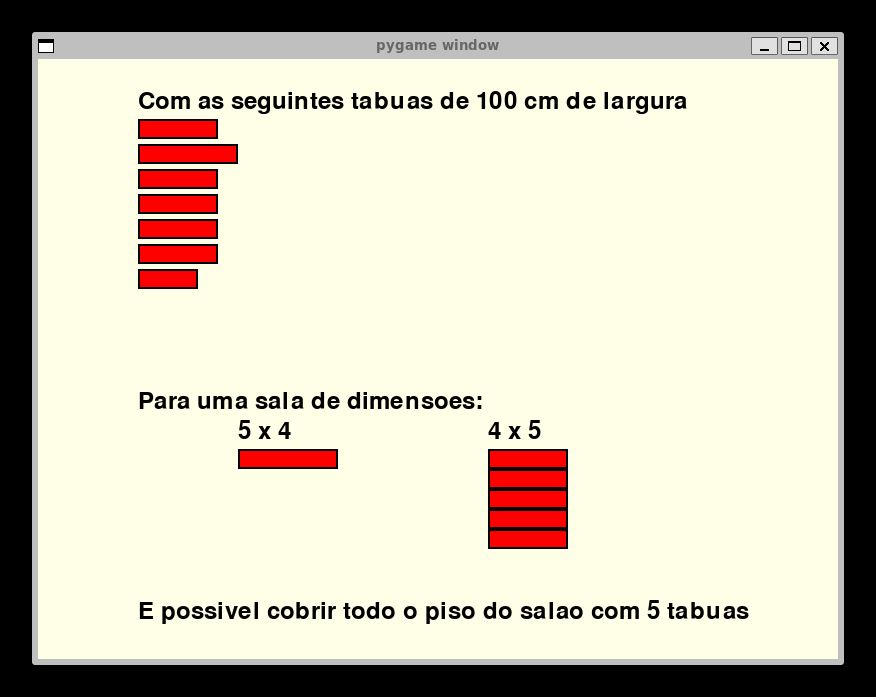 pygame window
Com as seguintes tabuas de 100 cm de largura
Para uma sala de dimensoes:
5 x 4
4 x 5
E possivel cobrir todo o piso do salao com 5 tabuas